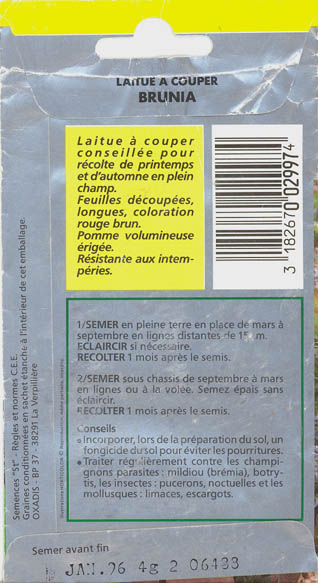 LAITUE A COUPER
BRUNIA
Laitue à couper
conseillée pour
récolte de printemps
et d'automne en plein
champ.
Feuilles découpées,
longues, coloration
rouge brun.
Pomme volumineuse
érigée.
Résistante aux intem-
péries.
3 182670 029974
1/SEMER en pleine terre en place de mars à
septembre en lignes distantes de 15 m.
ECLAIRCIR si nécessaire.
RECOLTER 1 mois après le semis.
2/SEMER sous chassis de septembre à mars
en lignes ou à la volée. Semez épais sans
éclaircir.
RECOLTER 1 mois après le semis.
Conseils
Incorporer, lors de la préparation du sol, un
fongicide du sol pour éviter les pourritures.
• Traiter régulièrement contre les champi-
gnons parasites : mildiou (brémia), botry-
tis, les insectes : pucerons, noctuelles et les
mollusques : limaces, escargots.
Semences "St" - Règles et normes C.E.E.
Graines conditionnées en sachet étanche à l'intérieur de cet emballage.
OXADIS - BP 37 - 38291 La Verpillière
Semer avant fin
JAN.96 4g 2 06433